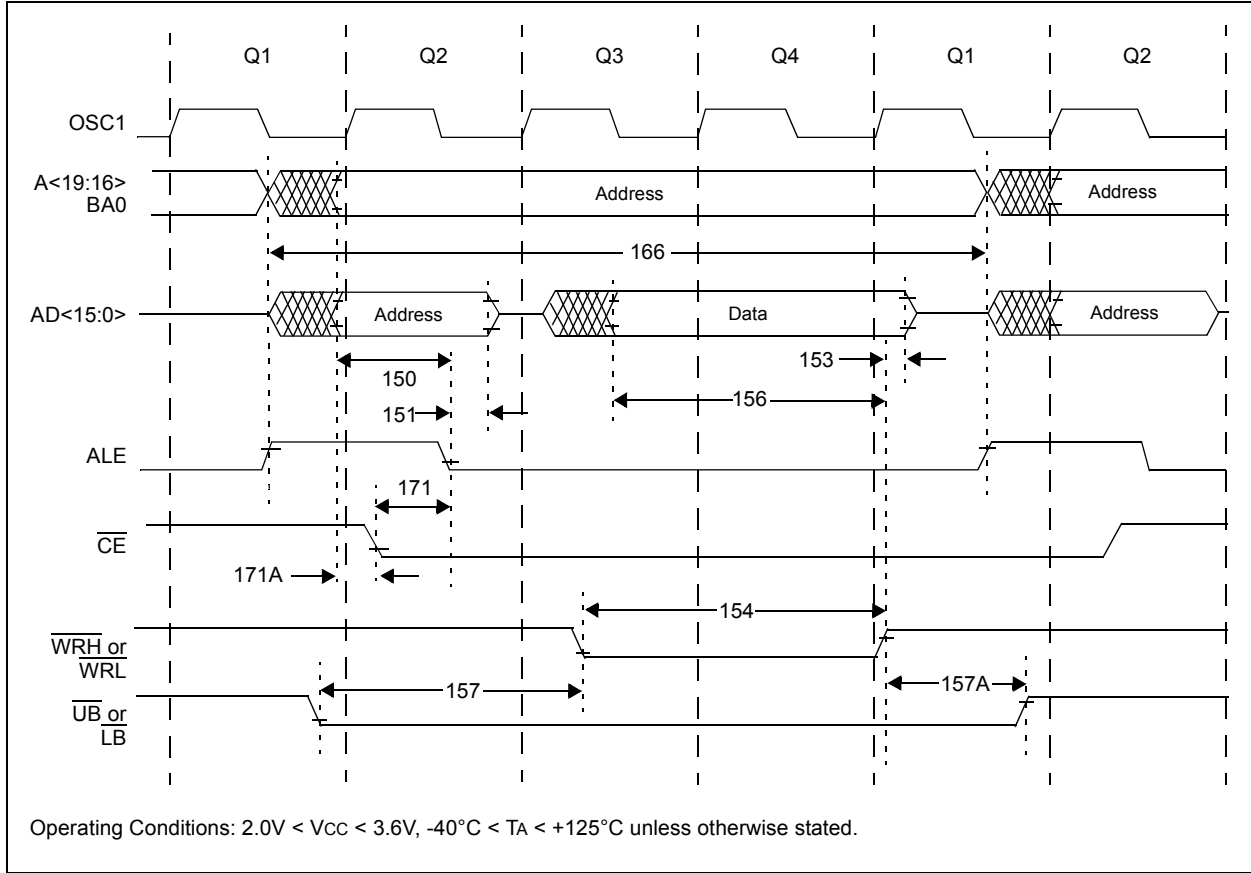 Q1 Q2 Q3 Q4 Q1 Q2
OSC1
A<19:16>
BA0
Address
Address
166
AD<15:0>
Address
Data
Address
150
153
151
156
ALE
171
CE
171A
154
WRH or
WRL
157
157A
UB or
LB
Operating Conditions: 2.0V < VCC < 3.6V, -40°C < TA < +125°C unless otherwise stated.